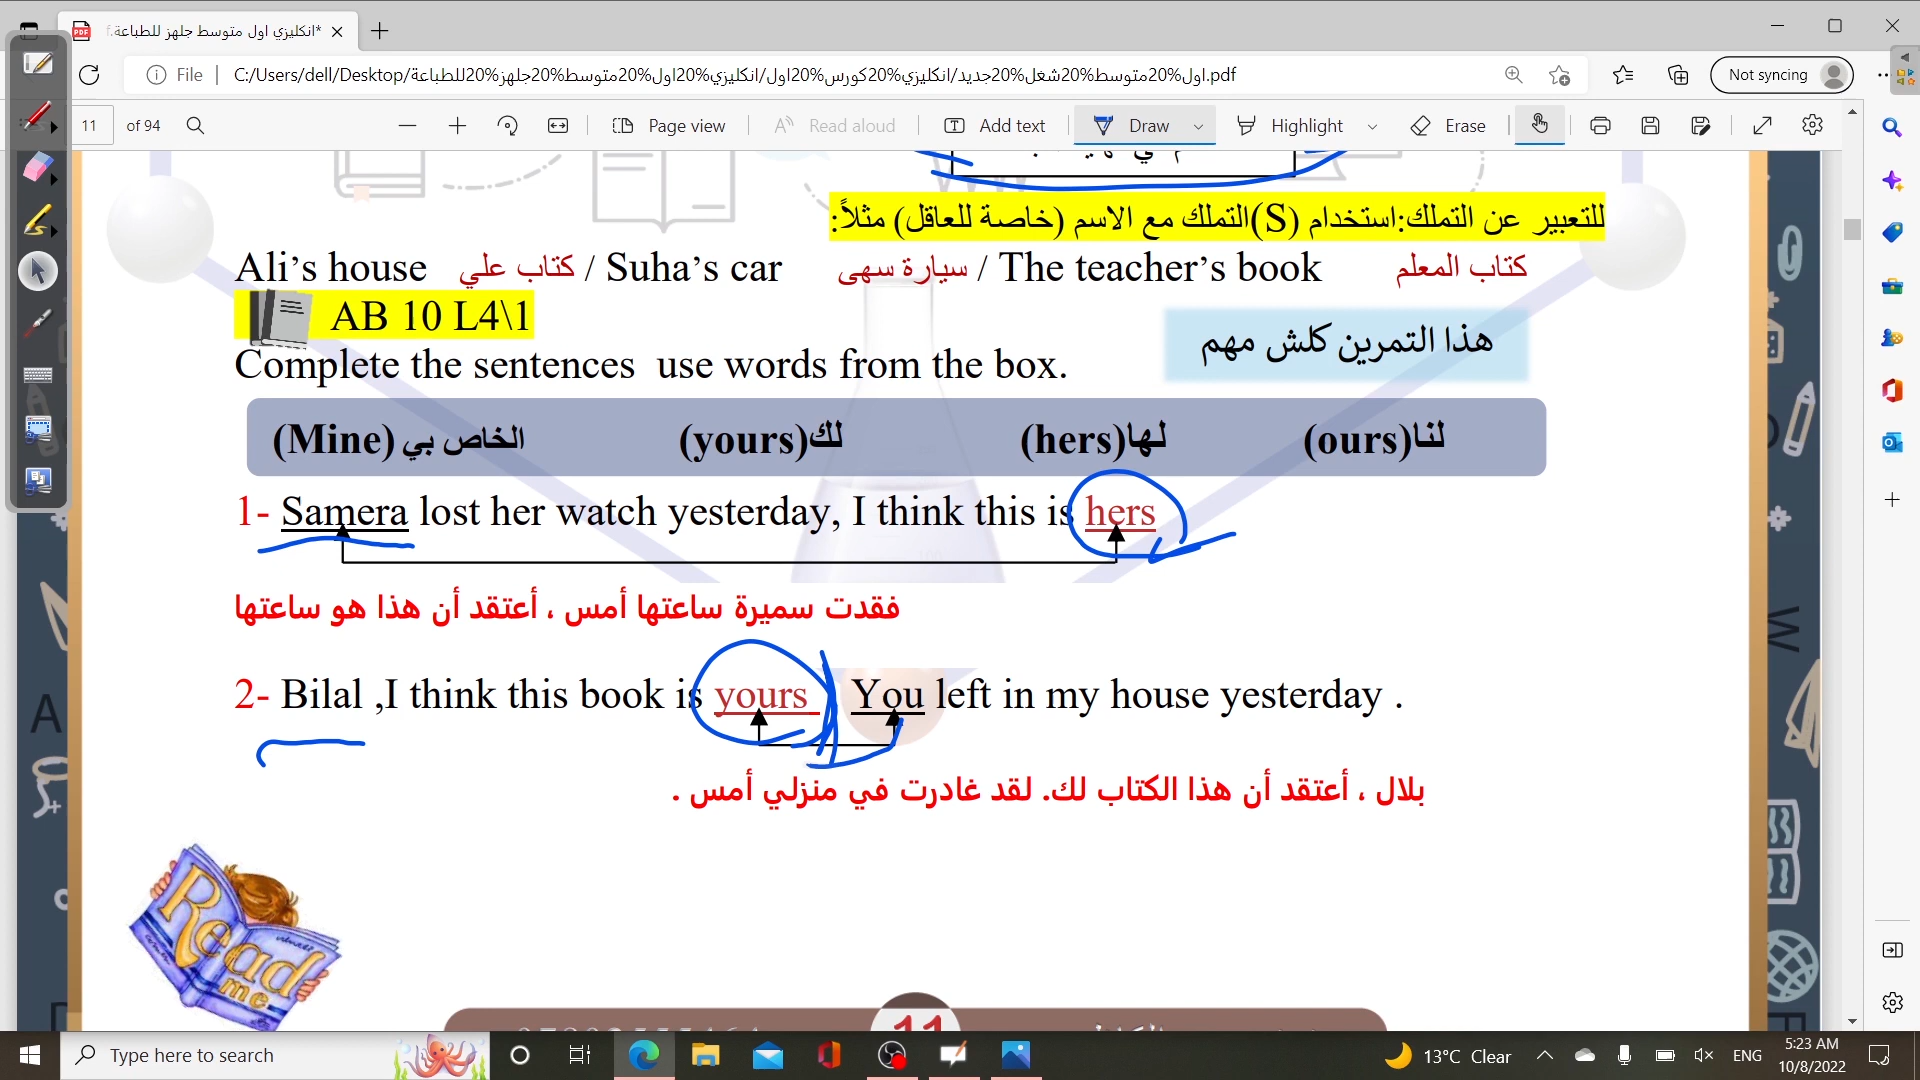 *انكليزي اول متوسط جلهز للطباعة.f
File
C:/Users/dell/Desktop/اول%20متوسط%20شغل%20جديد/انكليزي%20كورس%20اول/انكليزي%20اول%20متوسط%20جلهز%20للطباعة.pdf
Not syncing
11 of 94
Page view
Read aloud
Add text
Draw
Highlight
Erase
للتعبير عن التملك:استخدام (S)التملك مع الاسم (خاصة للعاقل) مثلاً:
Ali’s house كتاب علي / Suha’s car سيارة سهى / The teacher’s book كتاب المعلم
AB 10 L4\1
هذا التمرين كلش مهم
Complete the sentences use words from the box.
(Mine) الخاص بي (yours)لك (hers)لها (ours)لنا
1- Samera lost her watch yesterday, I think this is hers
فقدت سميرة ساعتها أمس ، أعتقد أن هذا هو ساعتها
2- Bilal ,I think this book is yours You left in my house yesterday .
بلال ، أعتقد أن هذا الكتاب لك. لقد غادرت في منزلي أمس .
Read
me
11
Type here to search
13°C Clear
ENG
5:23 AM
10/8/2022